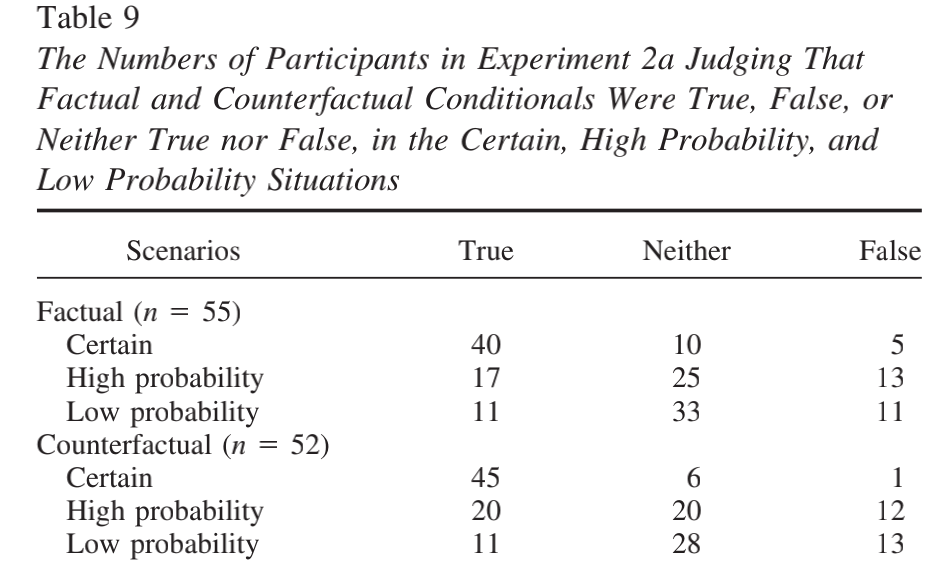 Table 9
The Numbers of Participants in Experiment 2a Judging That
Factual and Counterfactual Conditionals Were True, False, or
Neither True nor False, in the Certain, High Probability, and
Low Probability Situations
Scenarios True Neither False
Factual (n = 55)
Certain 40 10 5
High probability 17 25 13
Low probability 11 33 11
Counterfactual (n = 52)
Certain 45 6 1
High probability 20 20 12
Low probability 11 28 13